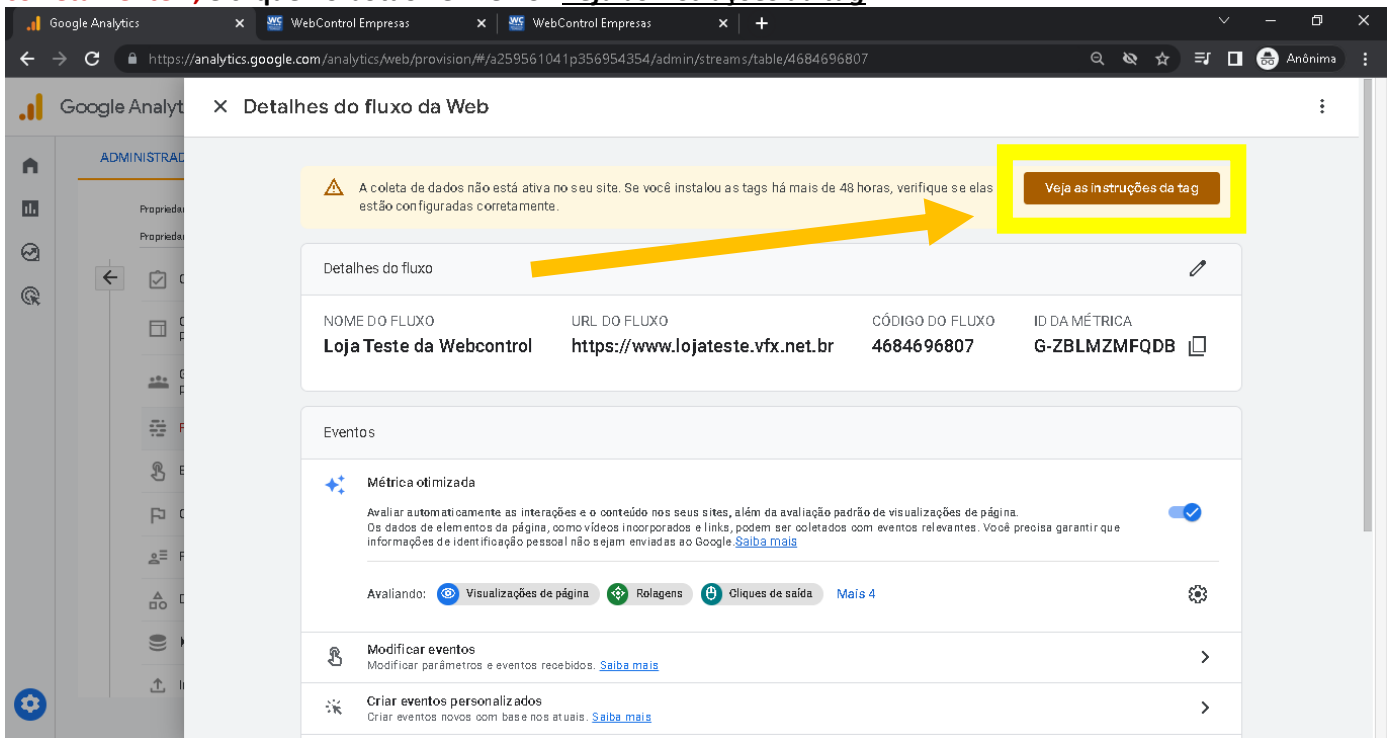 Veja as instruções da tag
Google Analytics
WebControl Empresas
WebControl Empresas
https://analytics.google.com/analytics/web/provision/#/a259561041p356954354/admin/streams/table/4684696807
Anônima
Google Analyt
Detalhes do fluxo da Web
ADMINISTRAD
A coleta de dados não está ativa no seu site. Se você instalou as tags há mais de 48 horas, verifique se elas
estão configuradas corretamente.
Veja as instruções da tag
Propriedad
Propriedad
Detalhes do fluxo
NOME DO FLUXO URL DO FLUXO CÓDIGO DO FLUXO ID DA MÉTRICA
Loja Teste da Webcontrol https://www.lojateste.vfx.net.br 4684696807 G-ZBLMZMFQDB
Eventos
Métrica otimizada
Avaliar automaticamente as interações e o conteúdo nos seus sites, além da avaliação padrão de visualizações de página.
Os dados de elementos da página, como vídeos incorporados e links, podem ser coletados com eventos relevantes. Você precisa garantir que
informações de identificação pessoal não sejam enviadas ao Google.Saiba mais
Avaliando: Visualizações de página Rolagens Cliques de saída Mais 4
Modificar eventos
Modificar parâmetros e eventos recebidos. Saiba mais
Criar eventos personalizados
Criar eventos novos com base nos atuais. Saiba mais